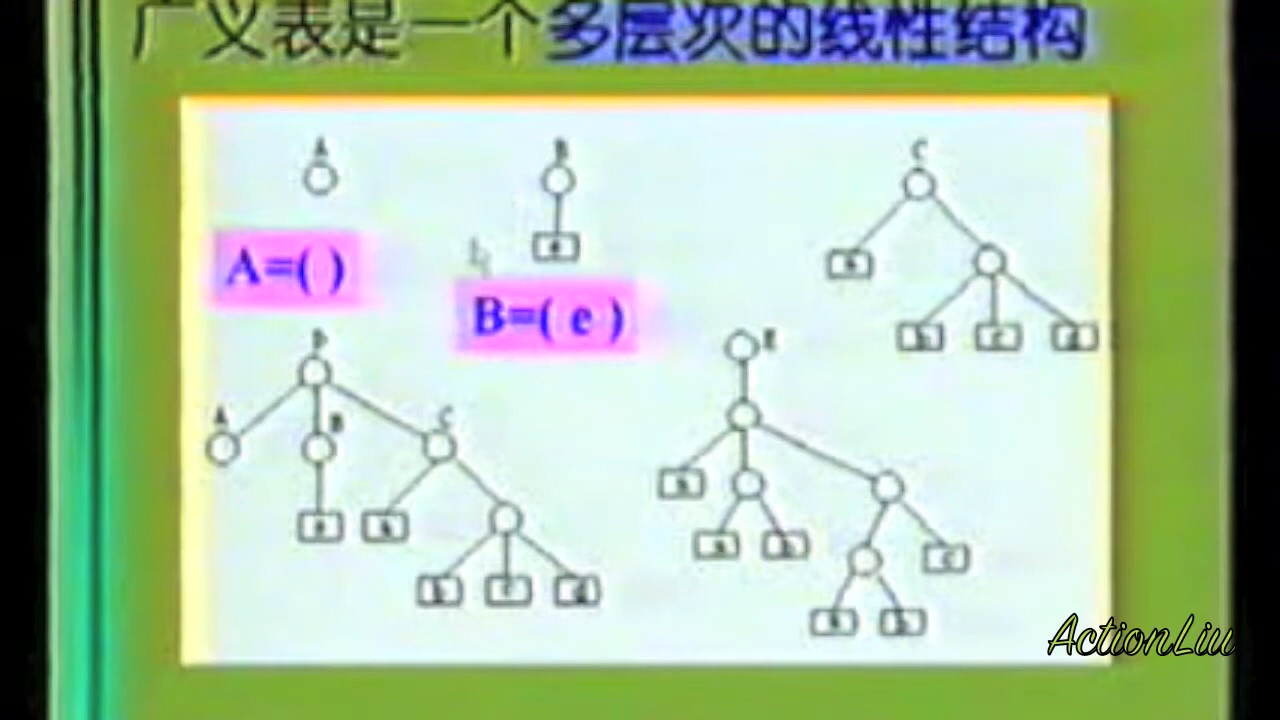 广义表是一个多层次的线性结构
A B C
A=( )
B=( e )
b c d
D
E
A B C
e a
a b
c
b c d
ActionLiu